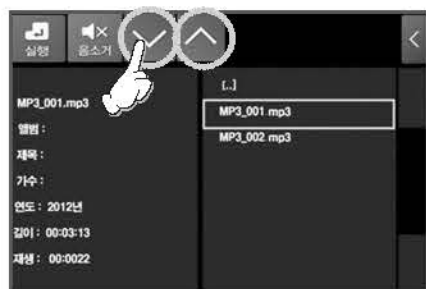 실행
음소거
MP3_001.mp3
앨범 :
제목 :
가수 :
연도 : 2012년
길이 : 00:03:13
재생 : 00:0022
[..]
MP3_001 mp3
MP3_002 mp3